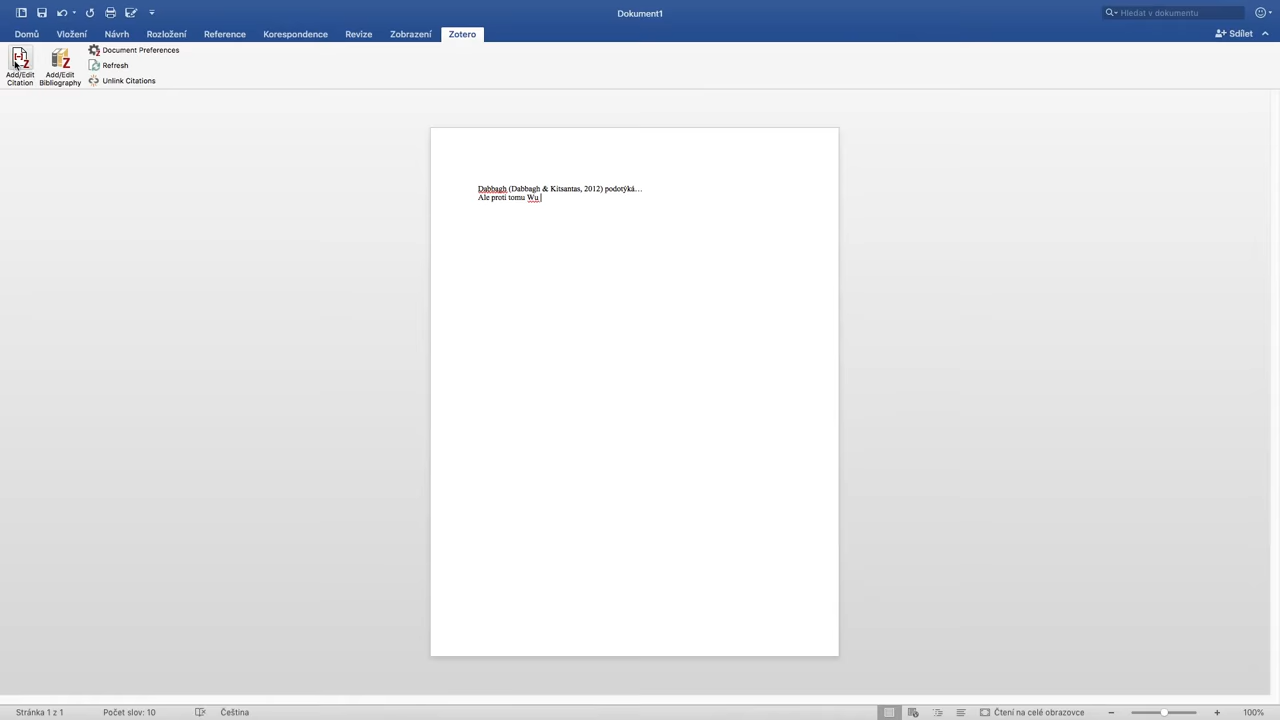 Dokument1
Hledat v dokumentu
Domů Vložení Návrh Rozložení Reference Korespondence Revize Zobrazení Zotero
Sdílet
Add/Edit Citation
Add/Edit Bibliography
Document Preferences
Refresh
Unlink Citations
Dabbagh (Dabbagh & Kitsantas, 2012) podotýká…
Ale proti tomu Wu
Stránka 1 z 1 Počet slov: 10 Čeština Čtení na celé obrazovce 100%